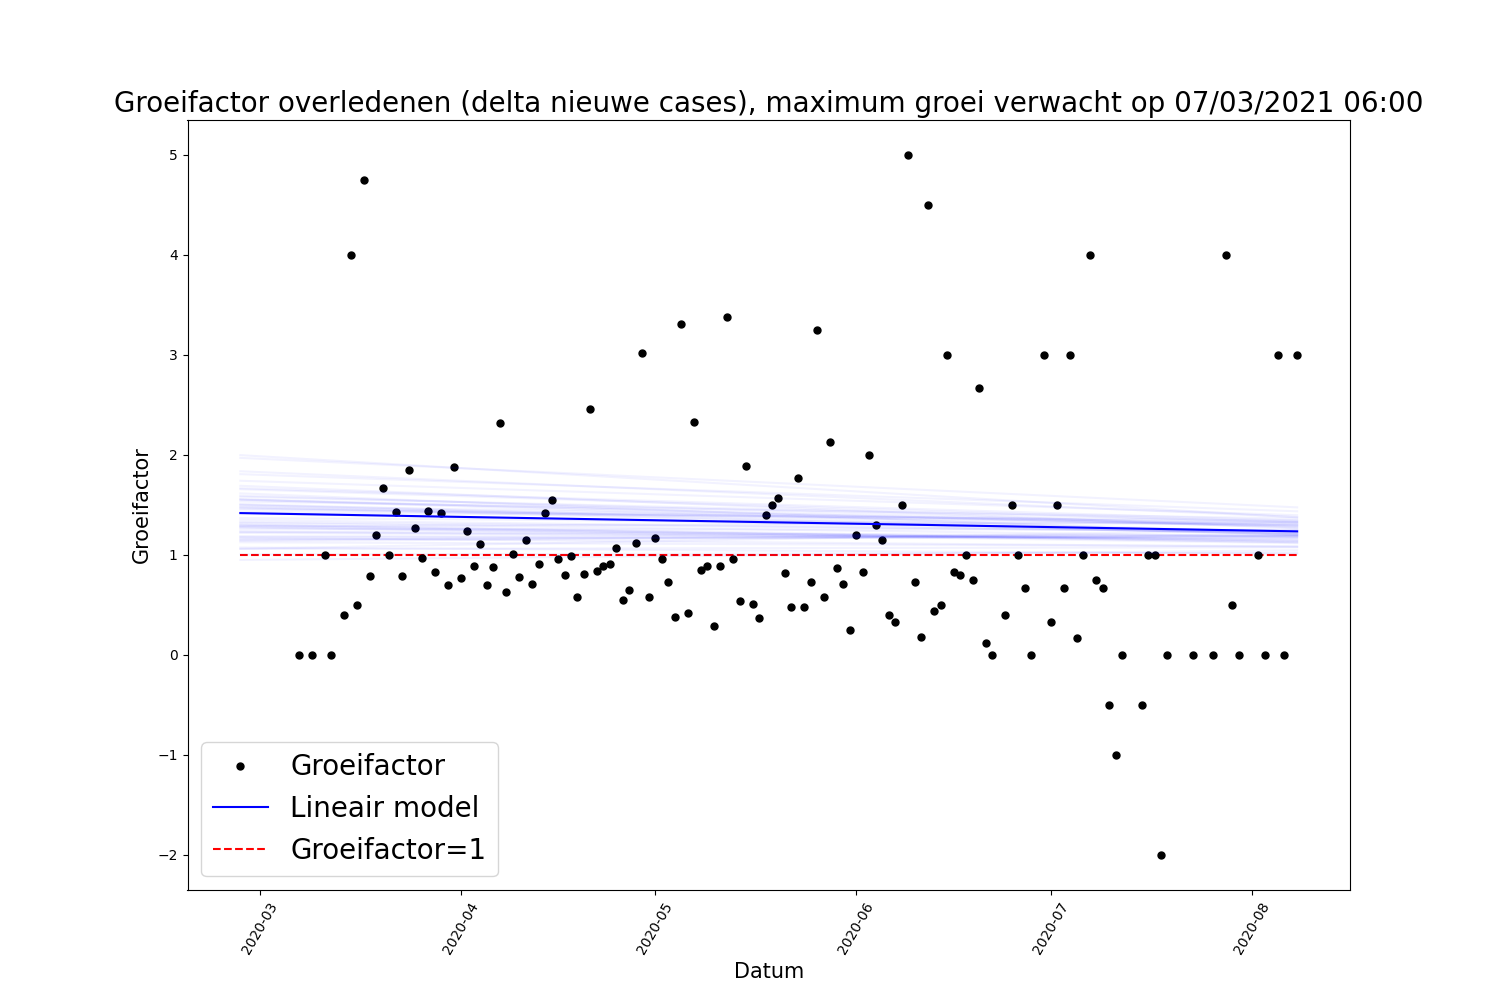 Groeifactor overledenen (delta nieuwe cases), maximum groei verwacht op 07/03/2021 06:00
5
4
3
2
1
0
−1
−2
Groeifactor
Groeifactor
Lineair model
Groeifactor=1
2020-03
2020-04
2020-05
2020-06
2020-07
2020-08
Datum